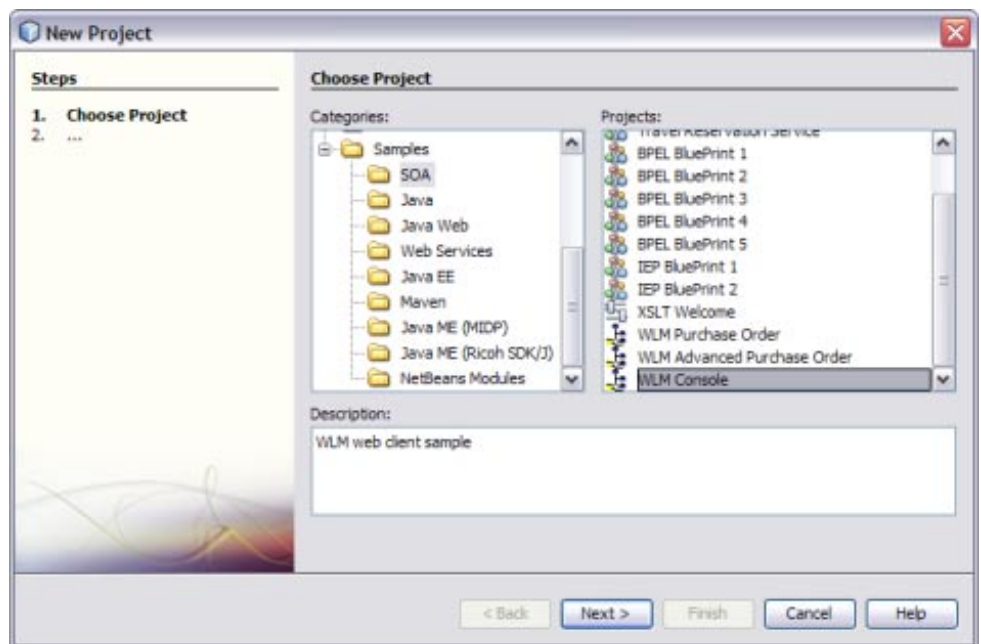 New Project
Steps
1. Choose Project
2. ...
Choose Project
Categories:
Samples
SOA
Java
Java Web
Web Services
Java EE
Maven
Java ME (MIDP)
Java ME (Ricoh SDK/J)
NetBeans Modules
Projects:
Travel Reservation Service
BPEL BluePrint 1
BPEL BluePrint 2
BPEL BluePrint 3
BPEL BluePrint 4
BPEL BluePrint 5
IEP BluePrint 1
IEP BluePrint 2
XSLT Welcome
WLM Purchase Order
WLM Advanced Purchase Order
WLM Console
Description:
WLM web client sample
< Back
Next >
Finish
Cancel
Help